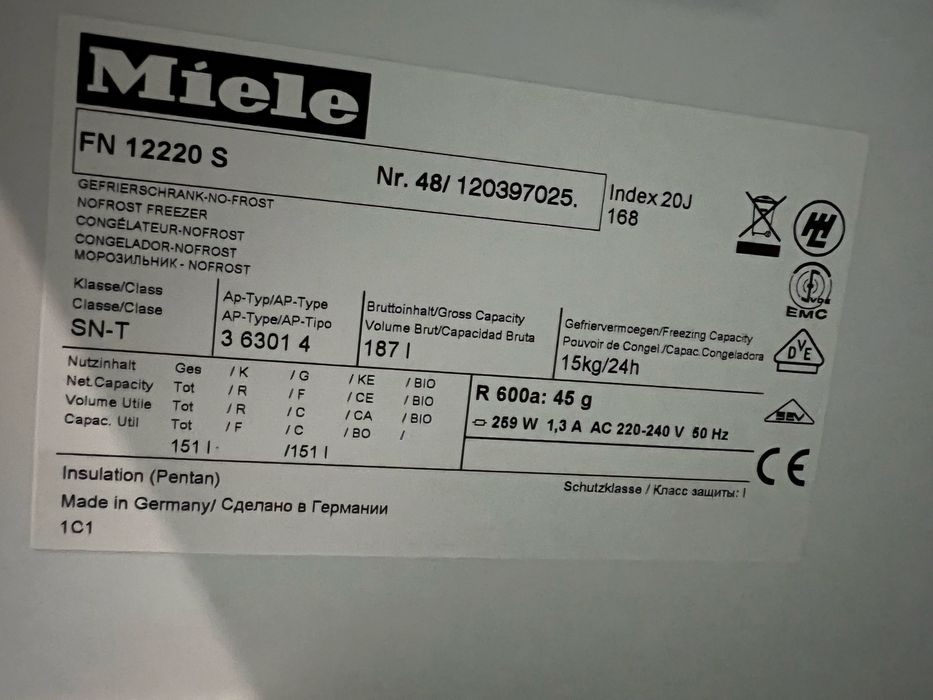 Miele
FN 12220 S
Nr. 48/ 120397025.
Index 20J
168
GEFRIERSCHRANK-NO-FROST
NOFROST FREEZER
CONGÉLATEUR-NOFROST
CONGELADOR-NOFROST
МОРОЗИЛЬНИК - NOFROST
Klasse/Class
Classe/Clase
SN-T
Ap-Typ/AP-Type
AP-Type/AP-Tipo
3 6301 4
Bruttoinhalt/Gross Capacity
Volume Brut/Capacidad Bruta
187 l
Gefriervermoegen/Freezing Capacity
Pouvoir de Congel./Capac.Congeladora
15kg/24h
VDE
EMC
DVE
SEV
Nutzinhalt Ges / K / G / KE / BIO
Net.Capacity Tot / R / F / CE / BIO
Volume Utile Tot / R / C / CA / BIO
Capac. Util Tot / F / C / BO /
151 l /151 l
R 600a: 45 g
269 W 1,3 A AC 220-240 V 50 Hz
CE
Insulation (Pentan)
Schutzklasse / Класс защиты: I
Made in Germany/ Сделано в Германии
1C1